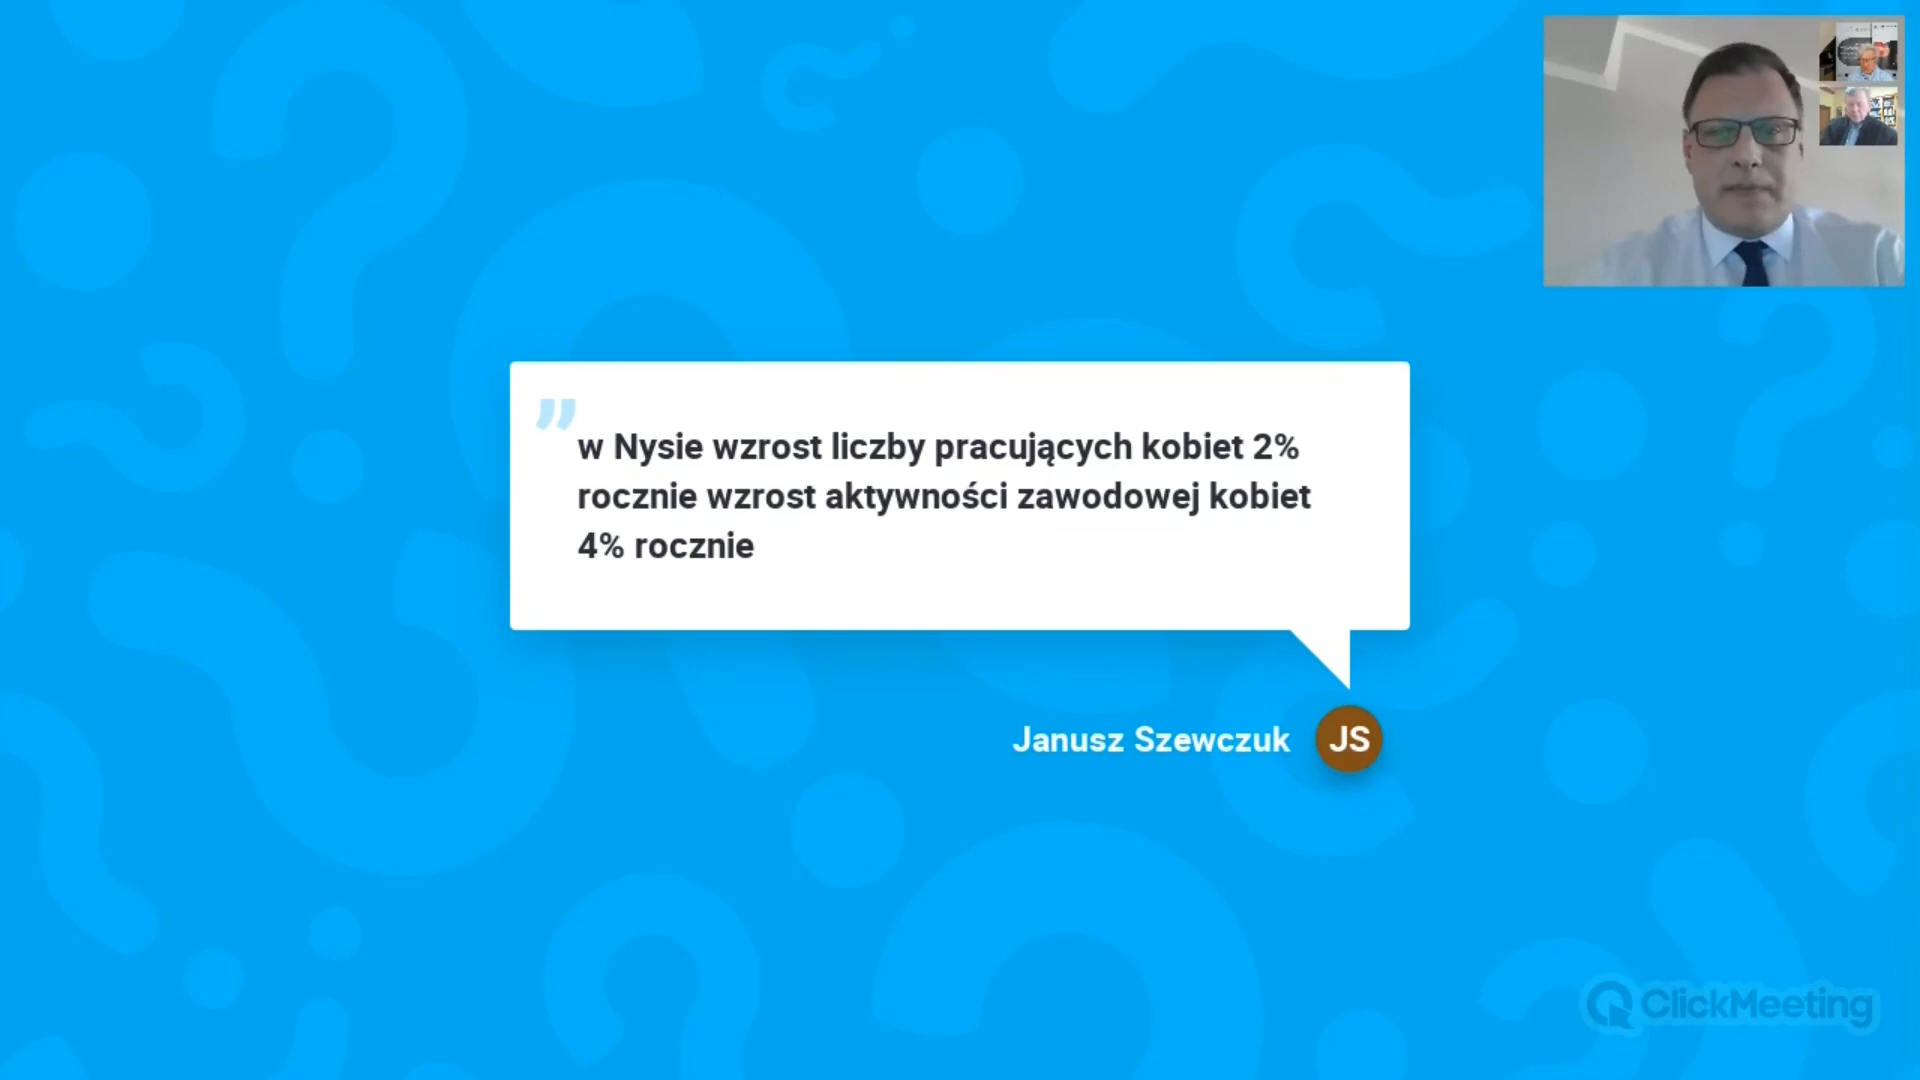 ”
w Nysie wzrost liczby pracujących kobiet 2%
rocznie wzrost aktywności zawodowej kobiet
4% rocznie
Janusz Szewczuk
JS
ClickMeeting